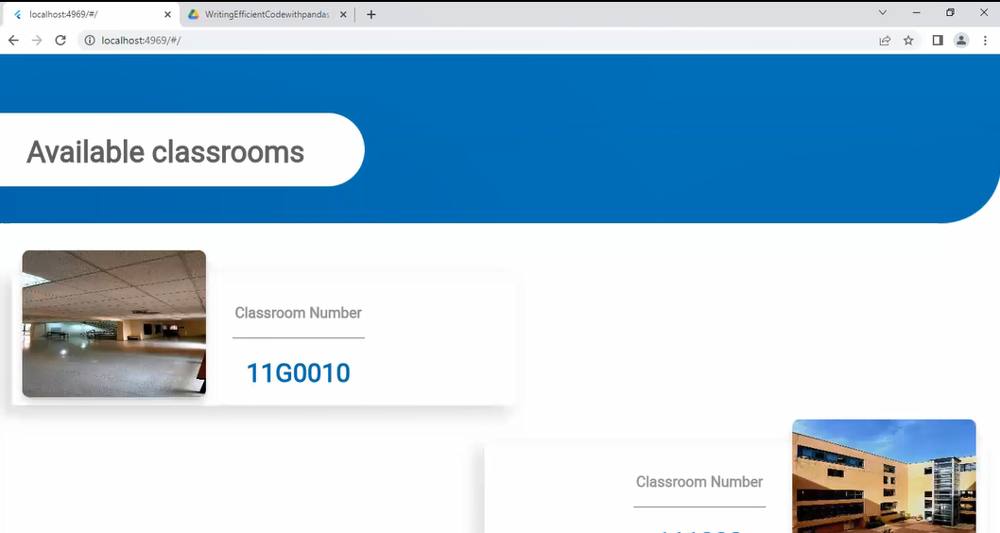 localhost:4969/#/
WritingEfficientCodewithpandas
localhost:4969/#/
Available classrooms
Classroom Number
11G0010
Classroom Number